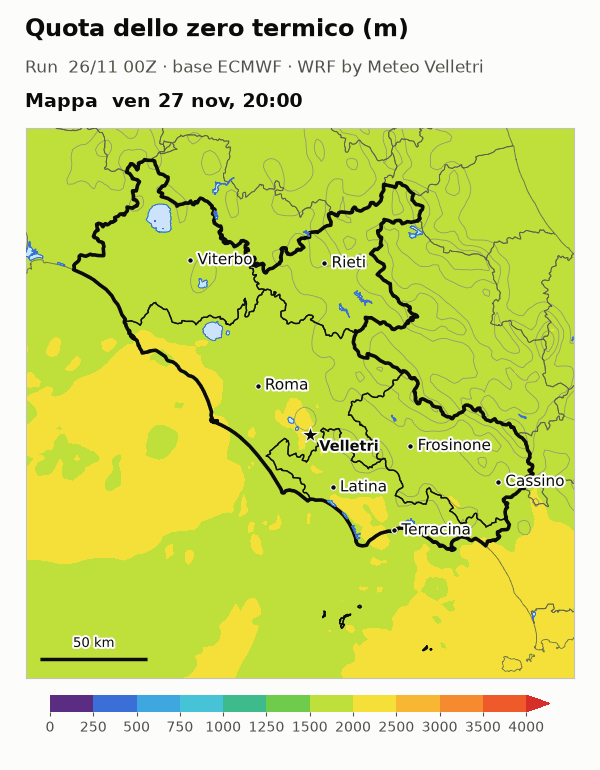 Quota dello zero termico (m)
Run  26/11 00Z · base ECMWF · WRF by Meteo Velletri
Mappa  ven 27 nov, 20:00
Viterbo
Rieti
Roma
Velletri
Frosinone
Cassino
Latina
Terracina
50 km
0 250 500 750 1000 1250 1500 2000 2500 3000 3500 4000